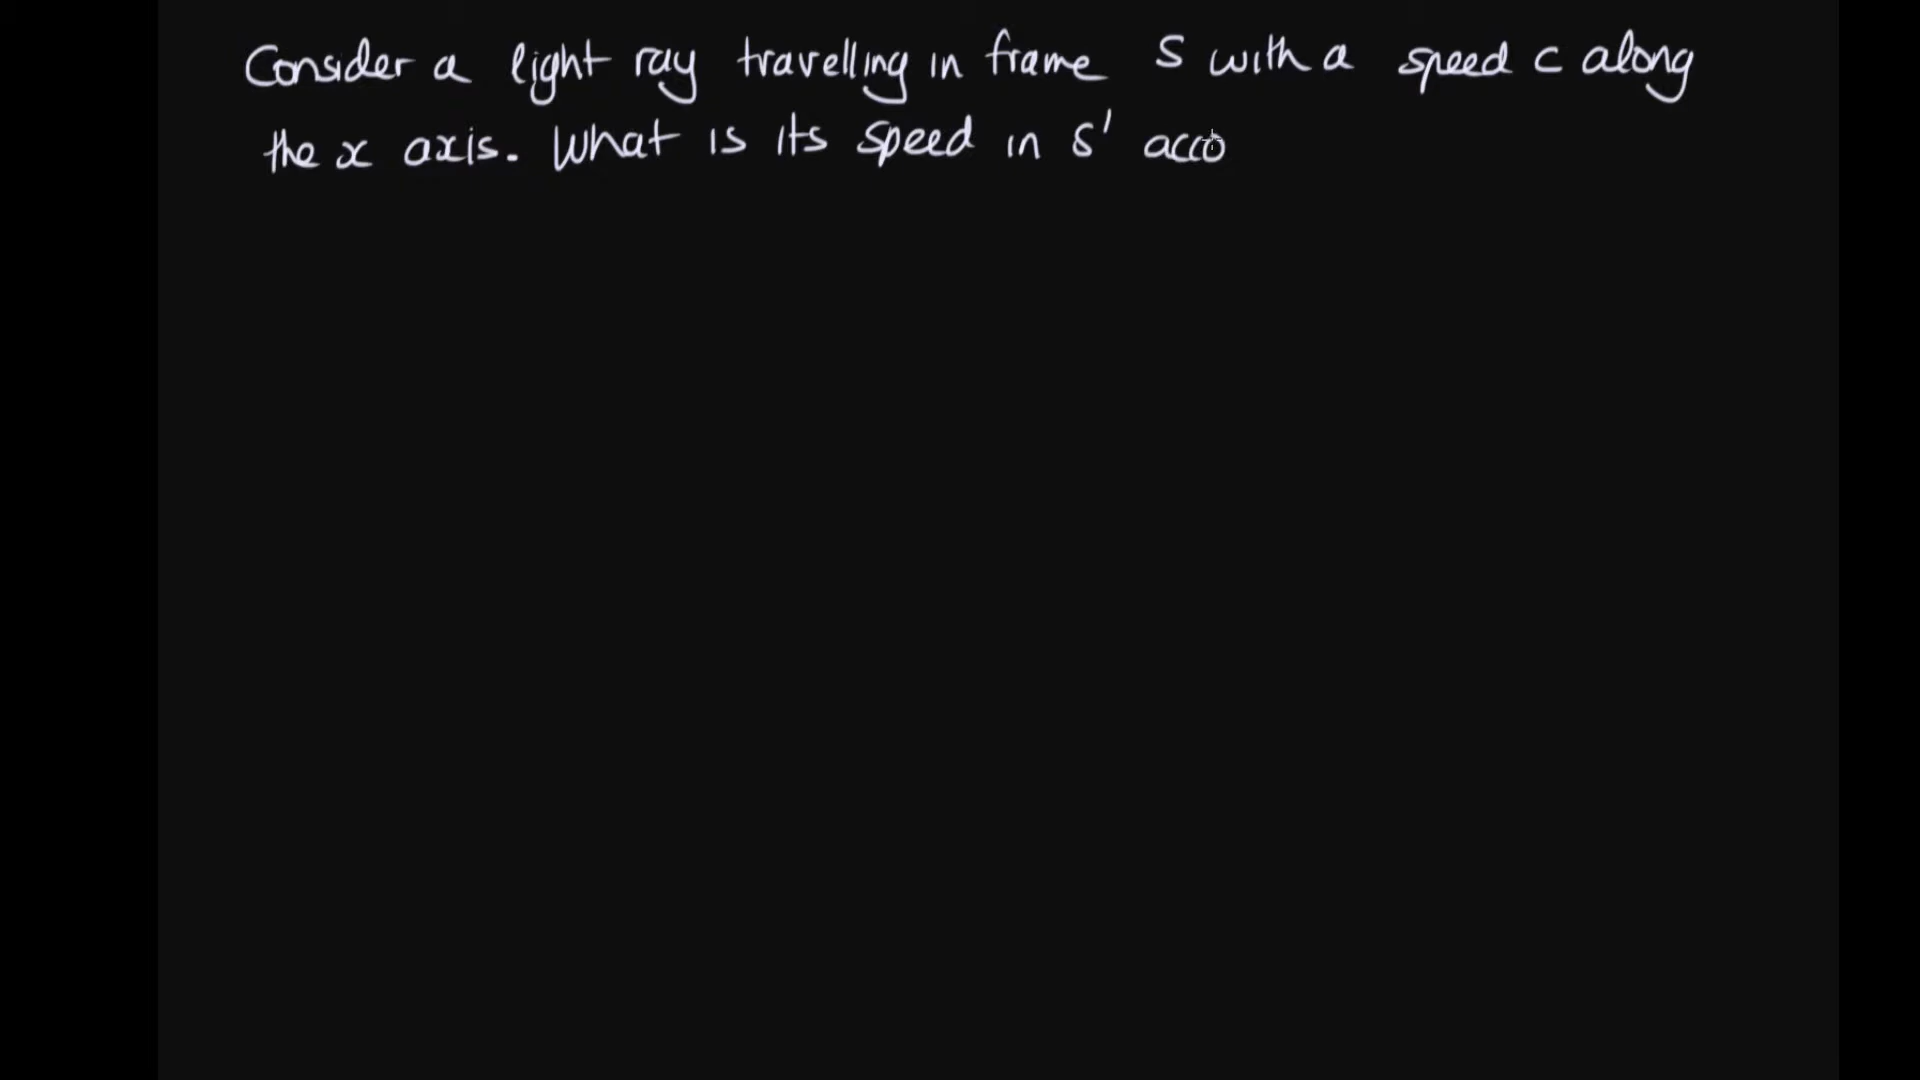 Consider a light ray travelling in frame S with a speed c along
the x axis. What is its speed in S' acco